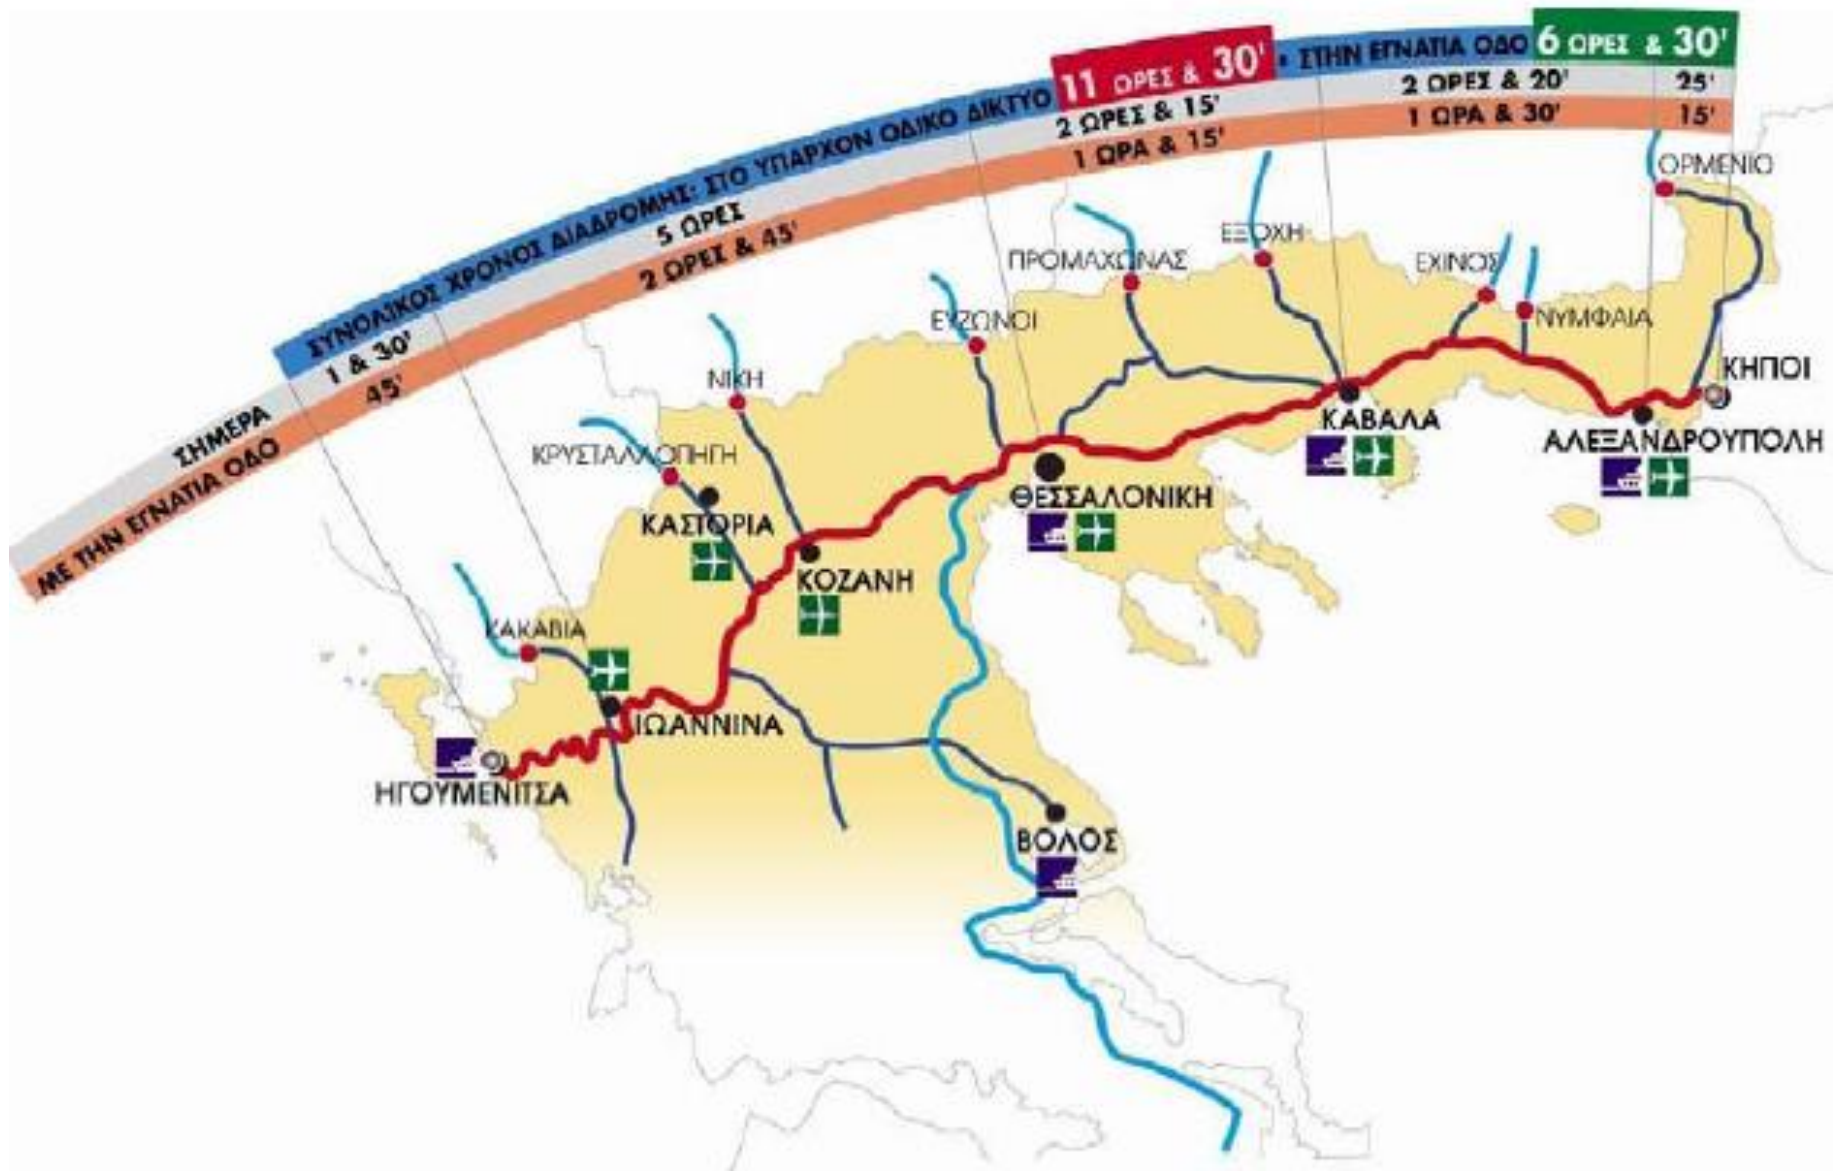 ΣΥΝΟΛΙΚΟΣ ΧΡΟΝΟΣ ΔΙΑΔΡΟΜΗΣ: ΣΤΟ ΥΠΑΡΧΟΝ ΟΔΙΚΟ ΔΙΚΤΥΟ 11 ΩΡΕΣ & 30' • ΣΤΗΝ ΕΓΝΑΤΙΑ ΟΔΟ 6 ΩΡΕΣ & 30'
ΣΗΜΕΡΑ 1 & 30' 5 ΩΡΕΣ 2 ΩΡΕΣ & 15' 2 ΩΡΕΣ & 20' 25'
ΜΕ ΤΗΝ ΕΓΝΑΤΙΑ ΟΔΟ 45' 2 ΩΡΕΣ & 45' 1 ΩΡΑ & 15' 1 ΩΡΑ & 30' 15'
ΟΡΜΕΝΙΟ
ΕΞΟΧΗ
ΠΡΟΜΑΧΩΝΑΣ
ΕΧΙΝΟΣ
ΕΥΖΩΝΟΙ
ΝΥΜΦΑΙΑ
ΝΙΚΗ
ΚΗΠΟΙ
ΚΑΒΑΛΑ
ΑΛΕΞΑΝΔΡΟΥΠΟΛΗ
ΚΡΥΣΤΑΛΛΟΠΗΓΗ
ΘΕΣΣΑΛΟΝΙΚΗ
ΚΑΣΤΟΡΙΑ
ΚΟΖΑΝΗ
ΚΑΚΑΒΙΑ
ΙΩΑΝΝΙΝΑ
ΗΓΟΥΜΕΝΙΤΣΑ
ΒΟΛΟΣ